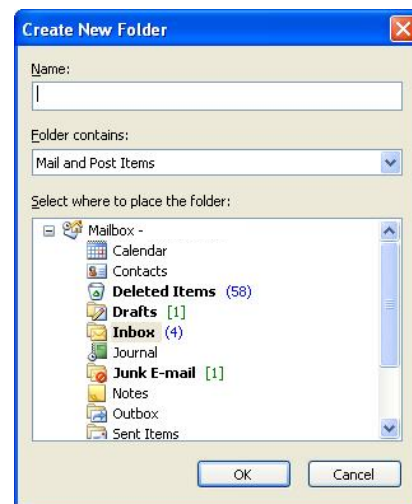 Create New Folder
Name:
Folder contains:
Mail and Post Items
Select where to place the folder:
Mailbox -
Calendar
Contacts
Deleted Items (58)
Drafts [1]
Inbox (4)
Journal
Junk E-mail [1]
Notes
Outbox
Sent Items
OK Cancel